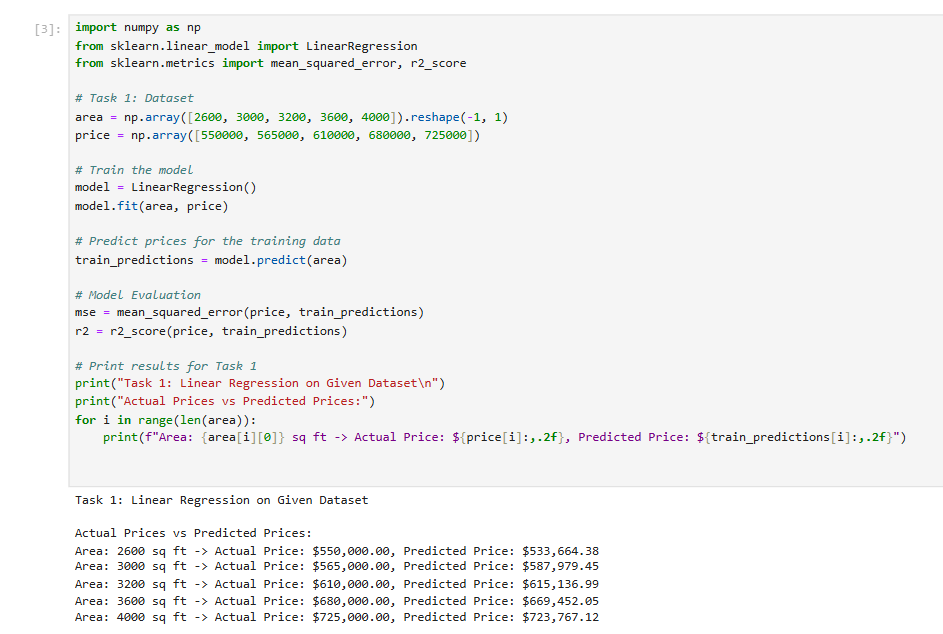 [3]:
import numpy as np
from sklearn.linear_model import LinearRegression
from sklearn.metrics import mean_squared_error, r2_score
# Task 1: Dataset
area = np.array([2600, 3000, 3200, 3600, 4000]).reshape(-1, 1)
price = np.array([550000, 565000, 610000, 680000, 725000])
# Train the model
model = LinearRegression()
model.fit(area, price)
# Predict prices for the training data
train_predictions = model.predict(area)
# Model Evaluation
mse = mean_squared_error(price, train_predictions)
r2 = r2_score(price, train_predictions)
# Print results for Task 1
print("Task 1: Linear Regression on Given Dataset\n")
print("Actual Prices vs Predicted Prices:")
for i in range(len(area)):
    print(f"Area: {area[i][0]} sq ft -> Actual Price: ${price[i]:,.2f}, Predicted Price: ${train_predictions[i]:,.2f}")
Task 1: Linear Regression on Given Dataset
Actual Prices vs Predicted Prices:
Area: 2600 sq ft -> Actual Price: $550,000.00, Predicted Price: $533,664.38
Area: 3000 sq ft -> Actual Price: $565,000.00, Predicted Price: $587,979.45
Area: 3200 sq ft -> Actual Price: $610,000.00, Predicted Price: $615,136.99
Area: 3600 sq ft -> Actual Price: $680,000.00, Predicted Price: $669,452.05
Area: 4000 sq ft -> Actual Price: $725,000.00, Predicted Price: $723,767.12